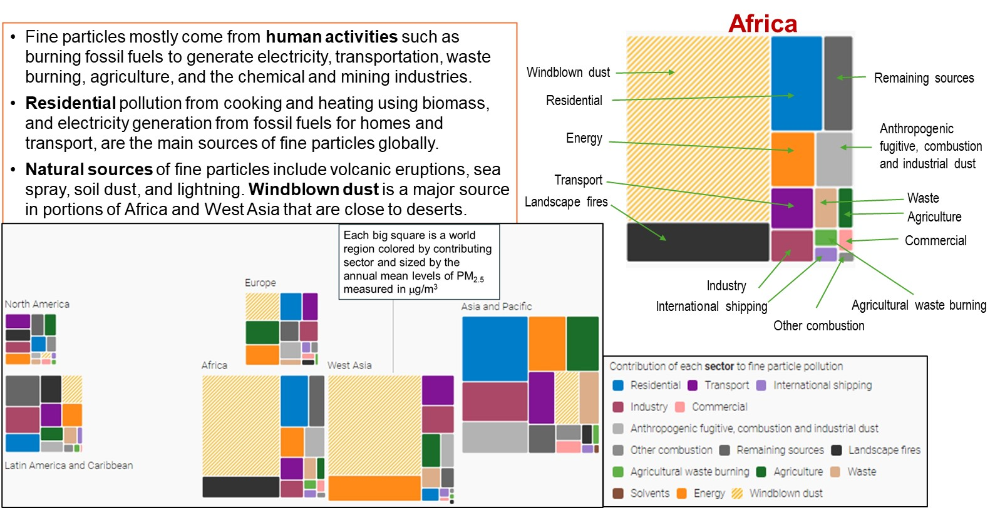 • Fine particles mostly come from human activities such as
burning fossil fuels to generate electricity, transportation, waste
burning, agriculture, and the chemical and mining industries.
• Residential pollution from cooking and heating using biomass,
and electricity generation from fossil fuels for homes and
transport, are the main sources of fine particles globally.
• Natural sources of fine particles include volcanic eruptions, sea
spray, soil dust, and lightning. Windblown dust is a major source
in portions of Africa and West Asia that are close to deserts.
Africa
Windblown dust
Residential
Energy
Transport
Landscape fires
Remaining sources
Anthropogenic
fugitive, combustion
and industrial dust
Waste
Agriculture
Commercial
Industry
International shipping
Agricultural waste burning
Other combustion
Each big square is a world
region colored by contributing
sector and sized by the
annual mean levels of PM2.5
measured in µg/m3
North America
Europe
Asia and Pacific
Africa
West Asia
Latin America and Caribbean
Contribution of each sector to fine particle pollution
Residential Transport International shipping
Industry Commercial
Anthropogenic fugitive, combustion and industrial dust
Other combustion Remaining sources Landscape fires
Agricultural waste burning Agriculture Waste
Solvents Energy Windblown dust